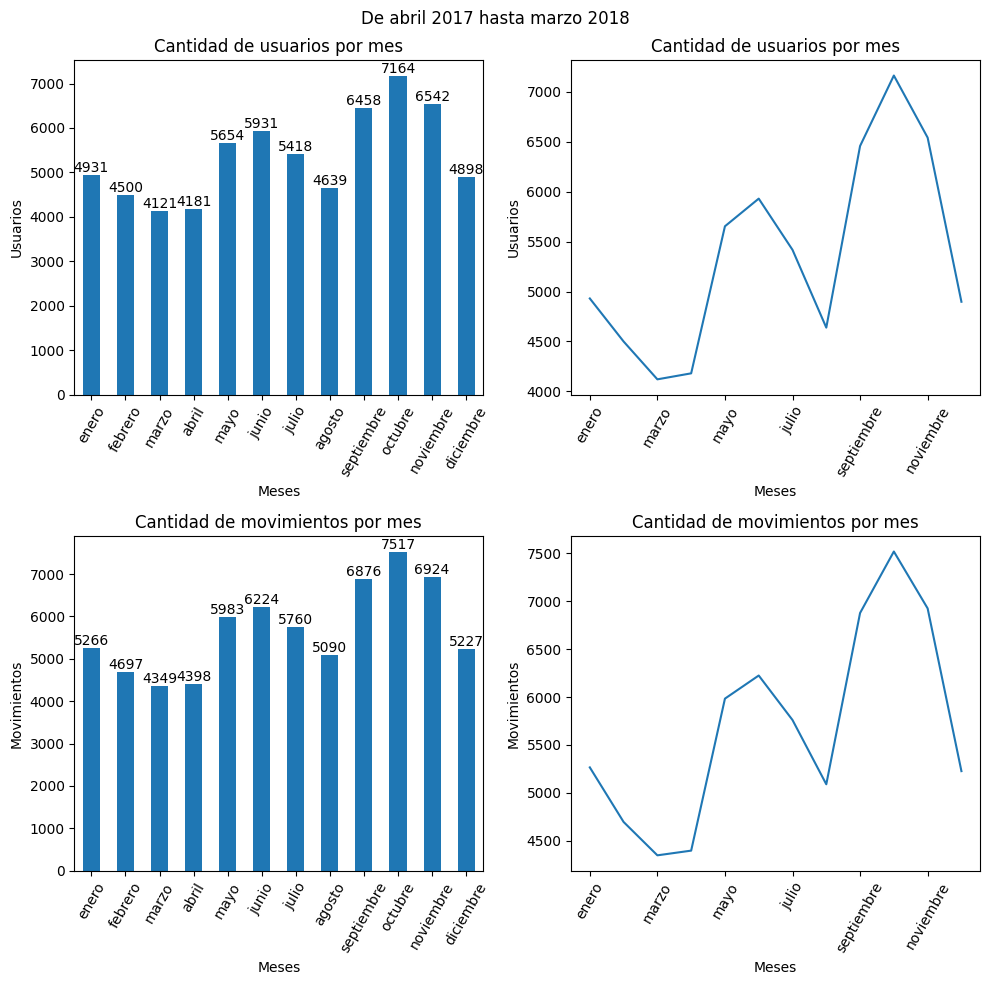 De abril 2017 hasta marzo 2018
Cantidad de usuarios por mes
7000
6000
5000
4000
3000
2000
1000
0
Usuarios
4931
4500
4121
4181
5654
5931
5418
4639
6458
7164
6542
4898
enero
febrero
marzo
abril
mayo
junio
julio
agosto
septiembre
octubre
noviembre
diciembre
Meses
Cantidad de usuarios por mes
7000
6500
6000
5500
5000
4500
4000
Usuarios
enero
marzo
mayo
julio
septiembre
noviembre
Meses
Cantidad de movimientos por mes
7000
6000
5000
4000
3000
2000
1000
0
Movimientos
5266
4697
4349
4398
5983
6224
5760
5090
6876
7517
6924
5227
enero
febrero
marzo
abril
mayo
junio
julio
agosto
septiembre
octubre
noviembre
diciembre
Meses
Cantidad de movimientos por mes
7500
7000
6500
6000
5500
5000
4500
Movimientos
enero
marzo
mayo
julio
septiembre
noviembre
Meses